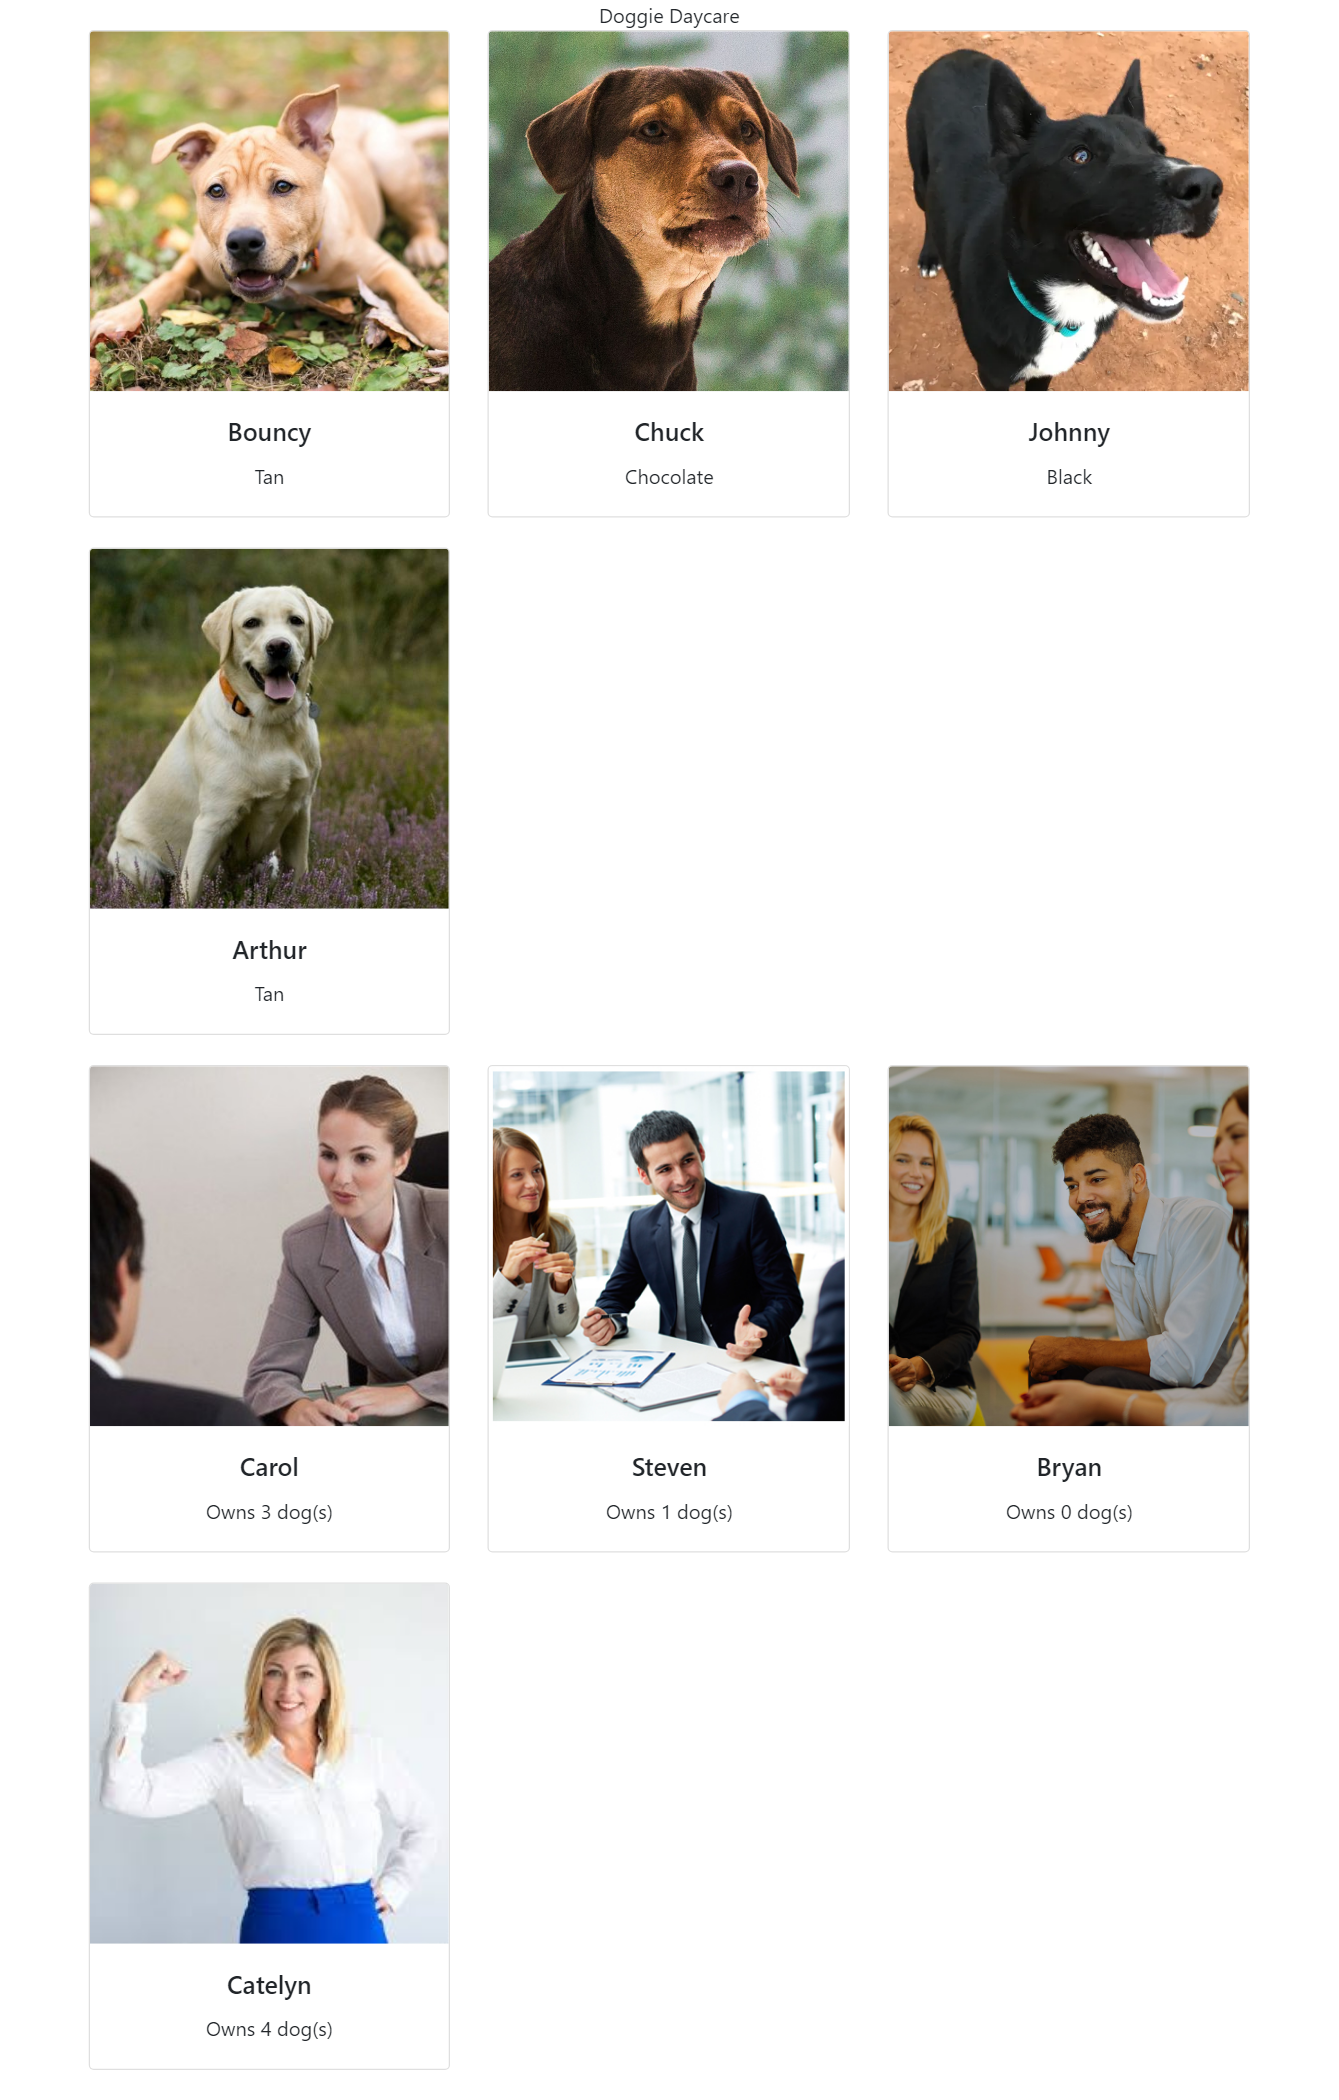 Doggie Daycare
Bouncy
Tan
Chuck
Chocolate
Johnny
Black
Arthur
Tan
Carol
Owns 3 dog(s)
Steven
Owns 1 dog(s)
Bryan
Owns 0 dog(s)
Catelyn
Owns 4 dog(s)